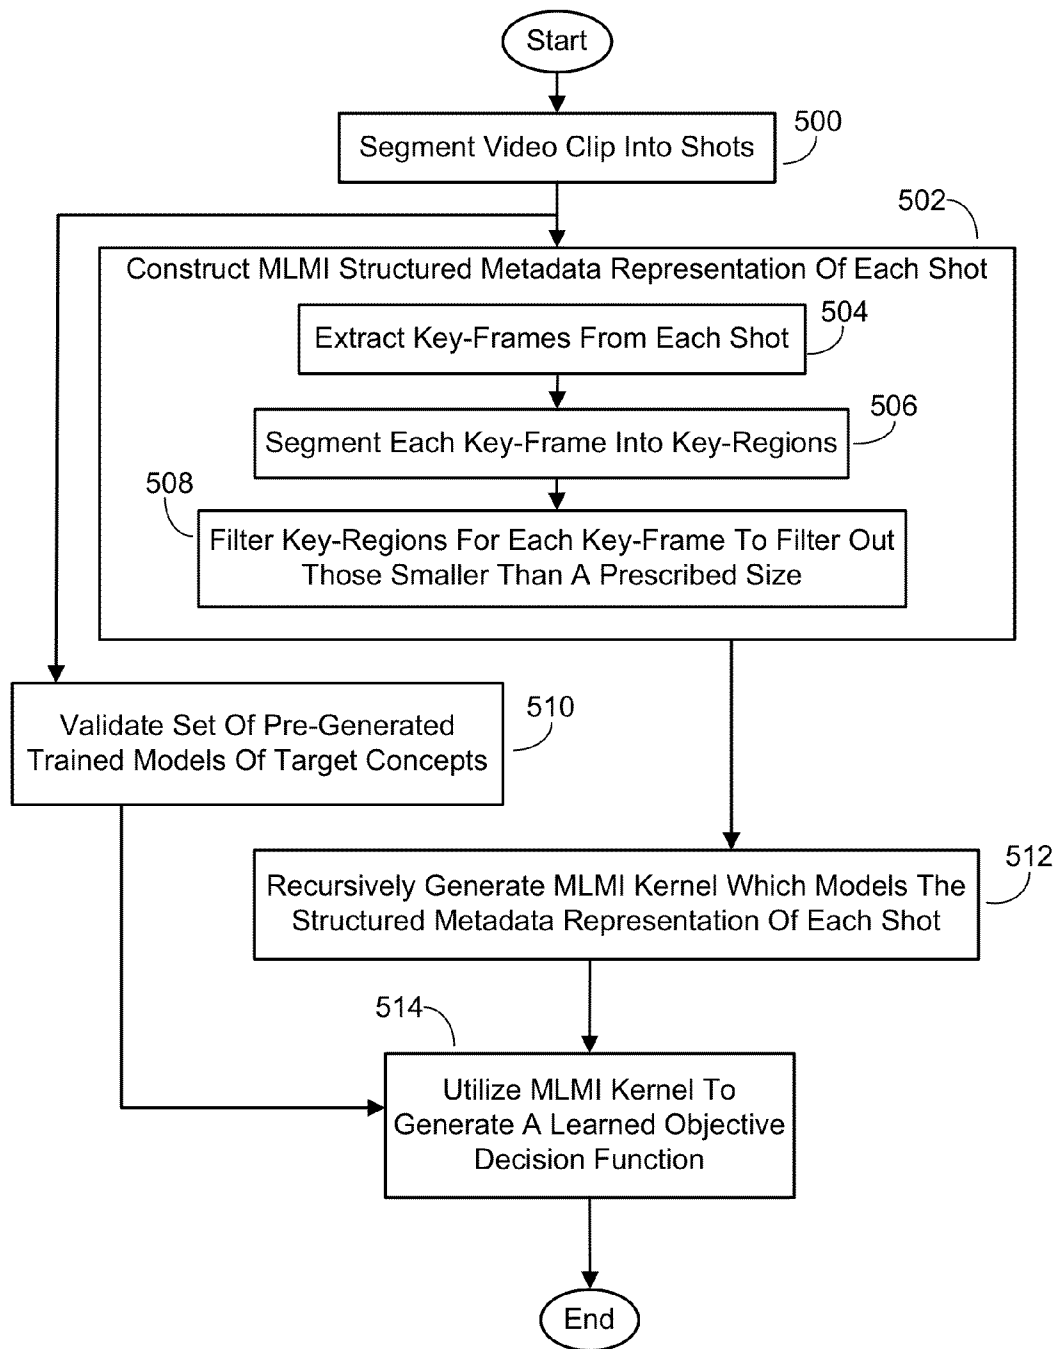 Start
500
Segment Video Clip Into Shots
502
Construct MLMI Structured Metadata Representation Of Each Shot
504
Extract Key-Frames From Each Shot
506
Segment Each Key-Frame Into Key-Regions
508
Filter Key-Regions For Each Key-Frame To Filter Out
Those Smaller Than A Prescribed Size
510
Validate Set Of Pre-Generated
Trained Models Of Target Concepts
512
Recursively Generate MLMI Kernel Which Models The
Structured Metadata Representation Of Each Shot
514
Utilize MLMI Kernel To
Generate A Learned Objective
Decision Function
End